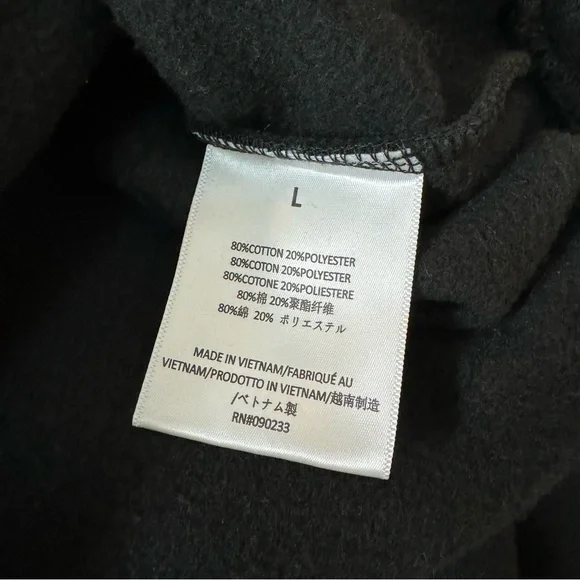 L
80%COTTON 20%POLYESTER
80%COTON 20%POLYESTER
80%COTONE 20%POLIESTERE
80%棉 20%聚酯纤维
80%綿 20% ポリエステル
MADE IN VIETNAM/FABRIQUÉ AU
VIETNAM/PRODOTTO IN VIETNAM/越南制造
/ベトナム製
RN#090233